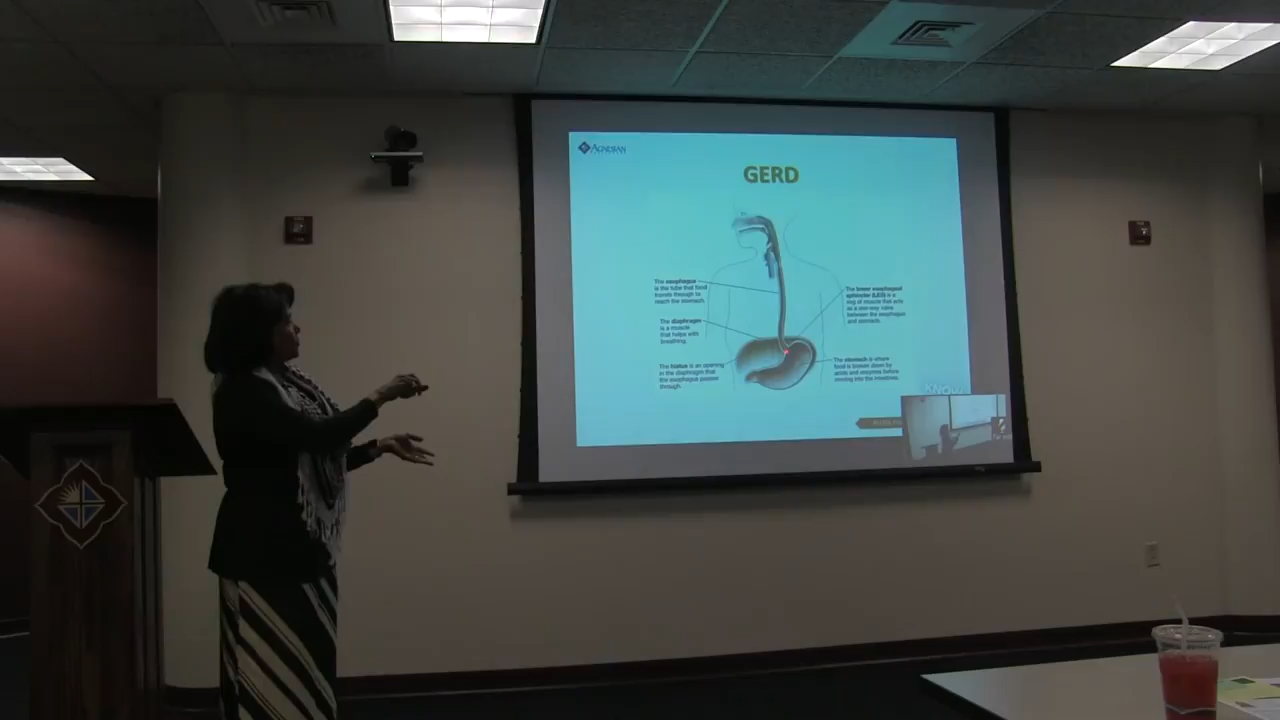 AGNESIAN
GERD
The esophagus
is the tube that food
travels through to
reach the stomach.
The lower esophageal
sphincter (LES) is a
ring of muscle that acts
as a one-way valve
between the esophagus
and stomach.
The diaphragm
is a muscle
that helps with
breathing.
The hiatus is an opening
in the diaphragm that
the esophagus passes
through.
The stomach is where
food is broken down by
acids and enzymes before
moving into the intestines.